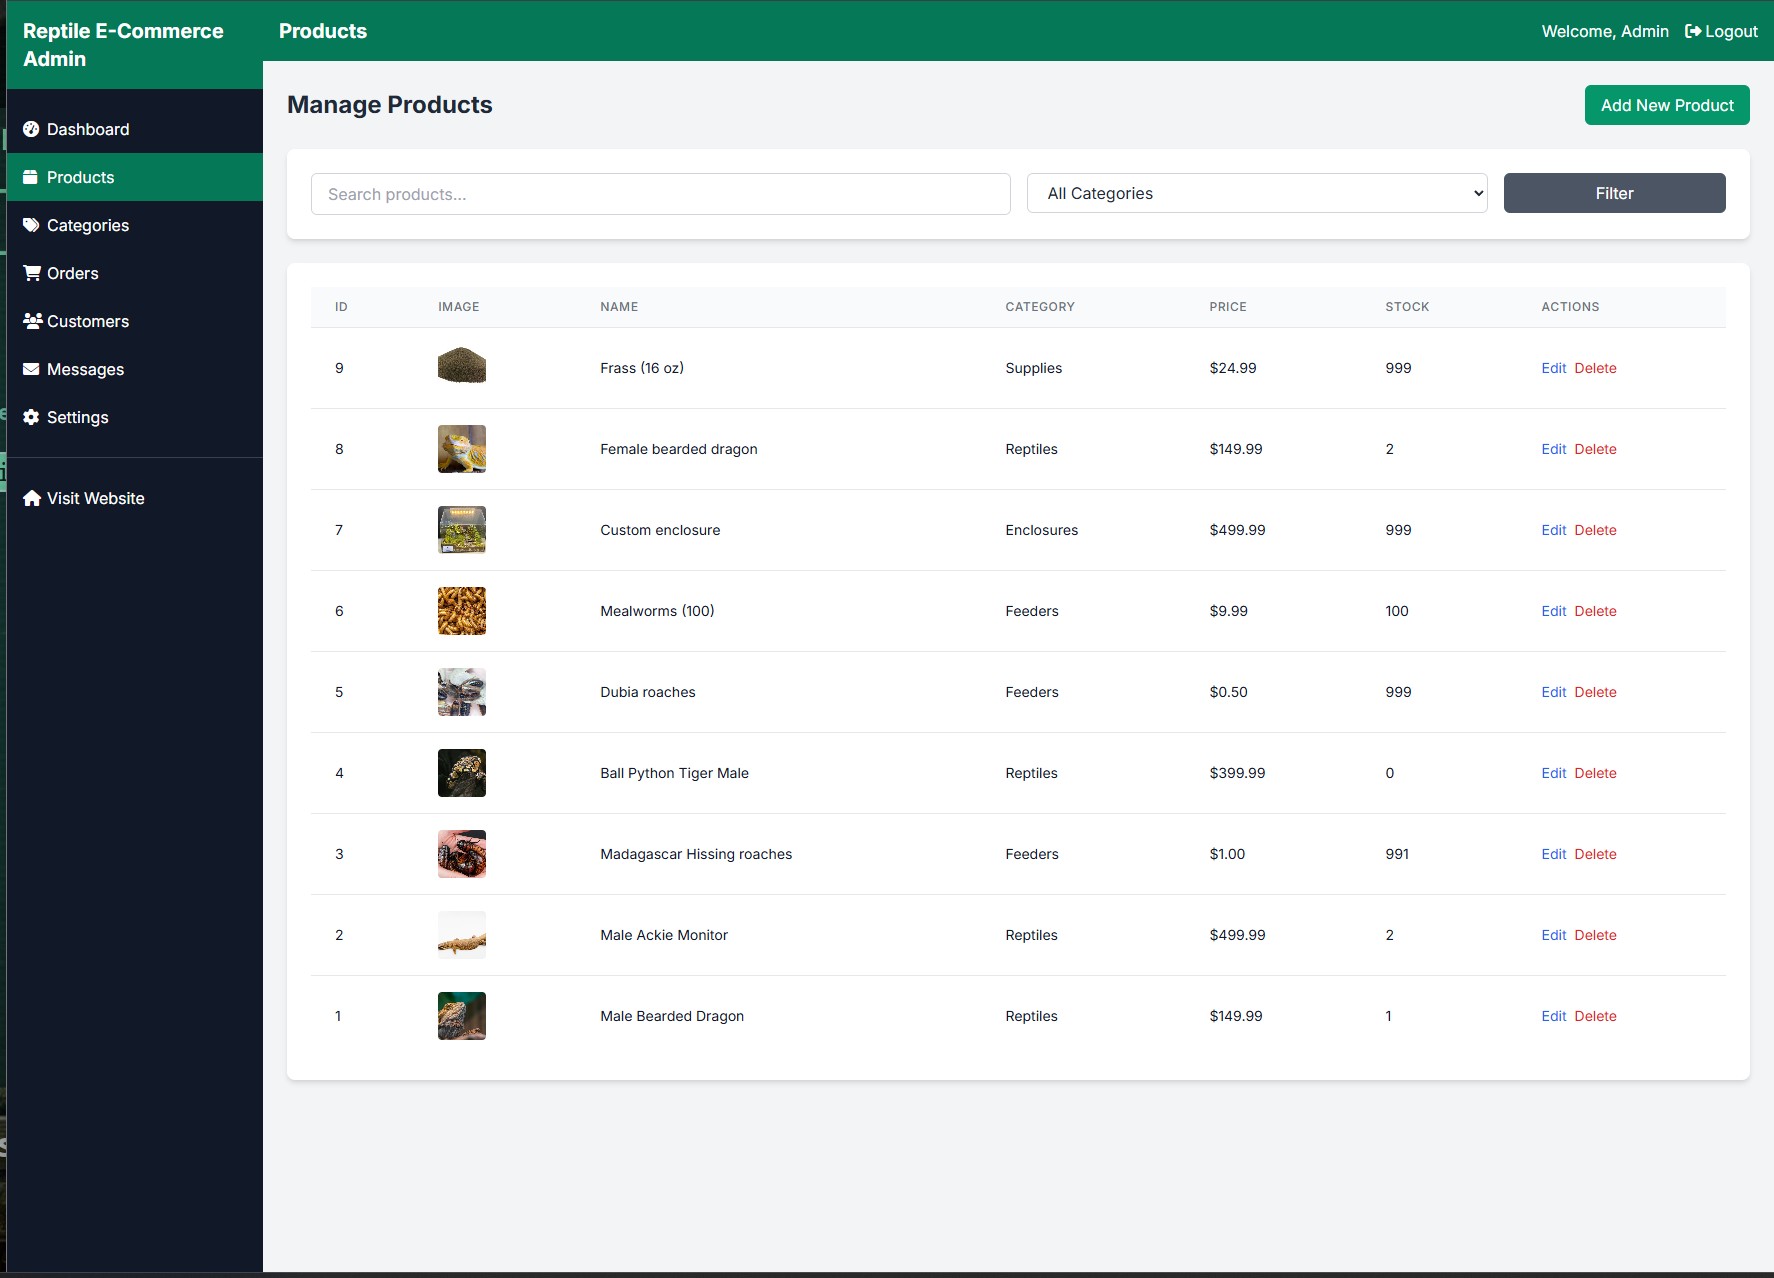 Reptile E-Commerce
Admin
Products
Welcome, Admin
Logout
Dashboard
Products
Categories
Orders
Customers
Messages
Settings
Visit Website
Manage Products
Add New Product
Search products...
All Categories
Filter
ID IMAGE NAME CATEGORY PRICE STOCK ACTIONS
9 Frass (16 oz) Supplies $24.99 999 Edit Delete
8 Female bearded dragon Reptiles $149.99 2 Edit Delete
7 Custom enclosure Enclosures $499.99 999 Edit Delete
6 Mealworms (100) Feeders $9.99 100 Edit Delete
5 Dubia roaches Feeders $0.50 999 Edit Delete
4 Ball Python Tiger Male Reptiles $399.99 0 Edit Delete
3 Madagascar Hissing roaches Feeders $1.00 991 Edit Delete
2 Male Ackie Monitor Reptiles $499.99 2 Edit Delete
1 Male Bearded Dragon Reptiles $149.99 1 Edit Delete